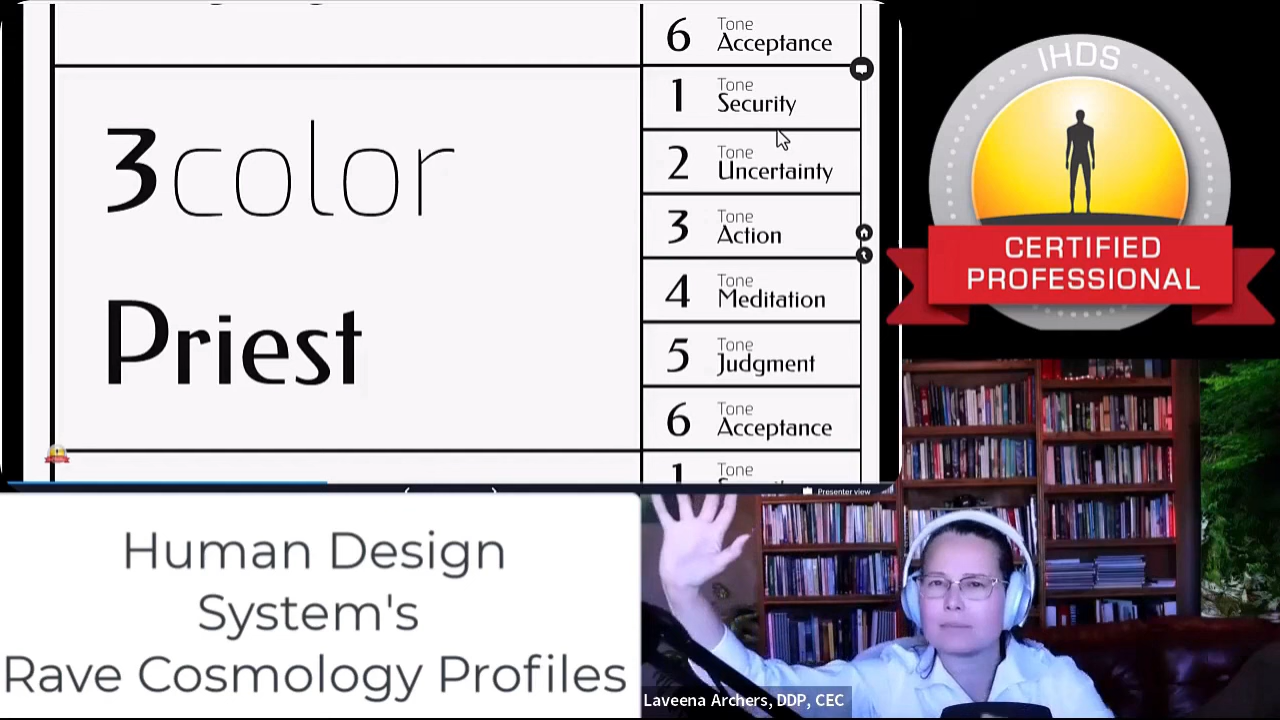 6 Tone
Acceptance
1 Tone
Security
2 Tone
Uncertainty
3 Tone
Action
4 Tone
Meditation
5 Tone
Judgment
6 Tone
Acceptance
1 Tone
3color
Priest
Presenter view
IHDS
CERTIFIED
PROFESSIONAL
Human Design
System's
Rave Cosmology Profiles
Laveena Archers, DDP, CEC